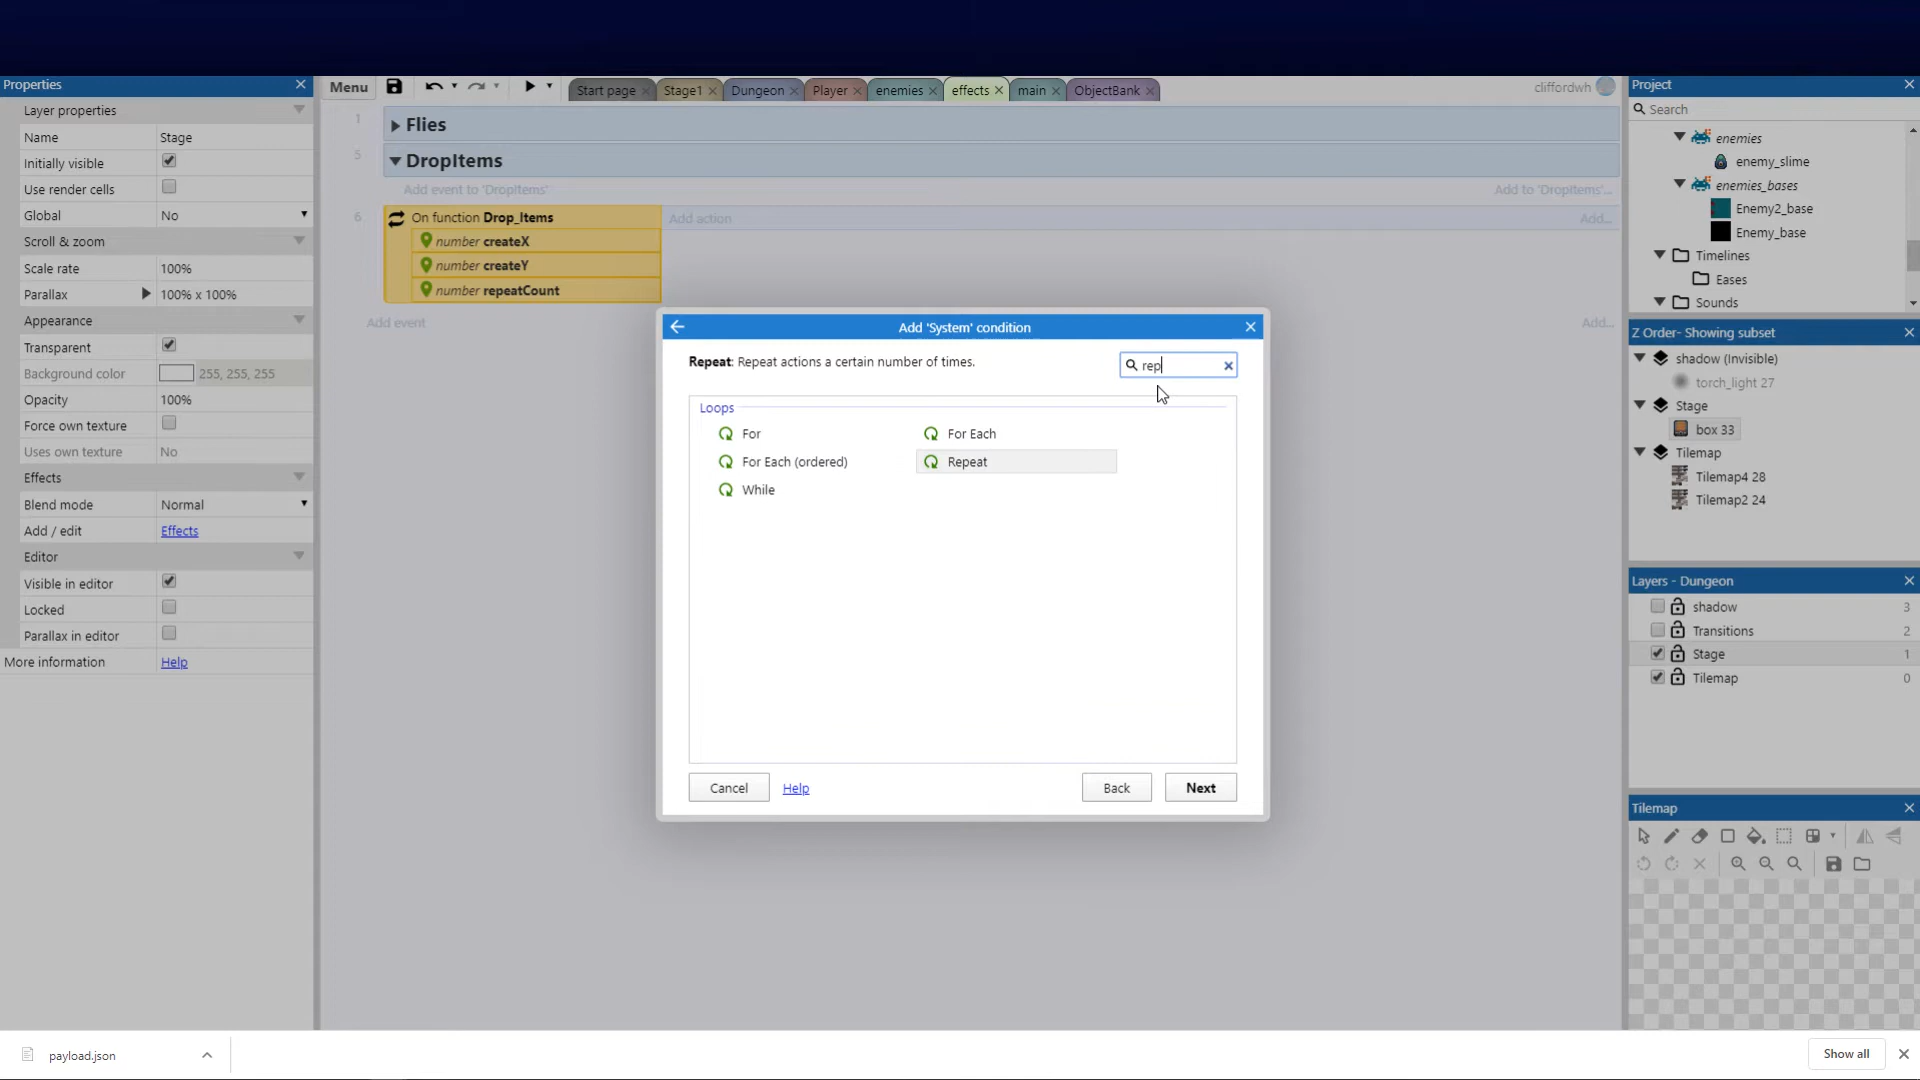 Properties
Layer properties
Name Stage
Initially visible
Use render cells
Global No
Scroll & zoom
Scale rate 100%
Parallax 100% x 100%
Appearance
Transparent
Background color 255, 255, 255
Opacity 100%
Force own texture
Uses own texture No
Effects
Blend mode Normal
Add / edit Effects
Editor
Visible in editor
Locked
Parallax in editor
More information Help
Menu
Start page Stage1 Dungeon Player enemies effects main ObjectBank
cliffordwh
1 Flies
5 DropItems
Add event to 'DropItems' Add to 'DropItems'...
6 On function Drop_Items Add action Add...
number createX
number createY
number repeatCount
Add event Add...
Add 'System' condition
Repeat: Repeat actions a certain number of times.
rep
Loops
For For Each
For Each (ordered) Repeat
While
Cancel Help Back Next
Project
Search
enemies
enemy_slime
enemies_bases
Enemy2_base
Enemy_base
Timelines
Eases
Sounds
Z Order- Showing subset
shadow (Invisible)
torch_light 27
Stage
box 33
Tilemap
Tilemap4 28
Tilemap2 24
Layers - Dungeon
shadow 3
Transitions 2
Stage 1
Tilemap 0
Tilemap
payload.json
Show all